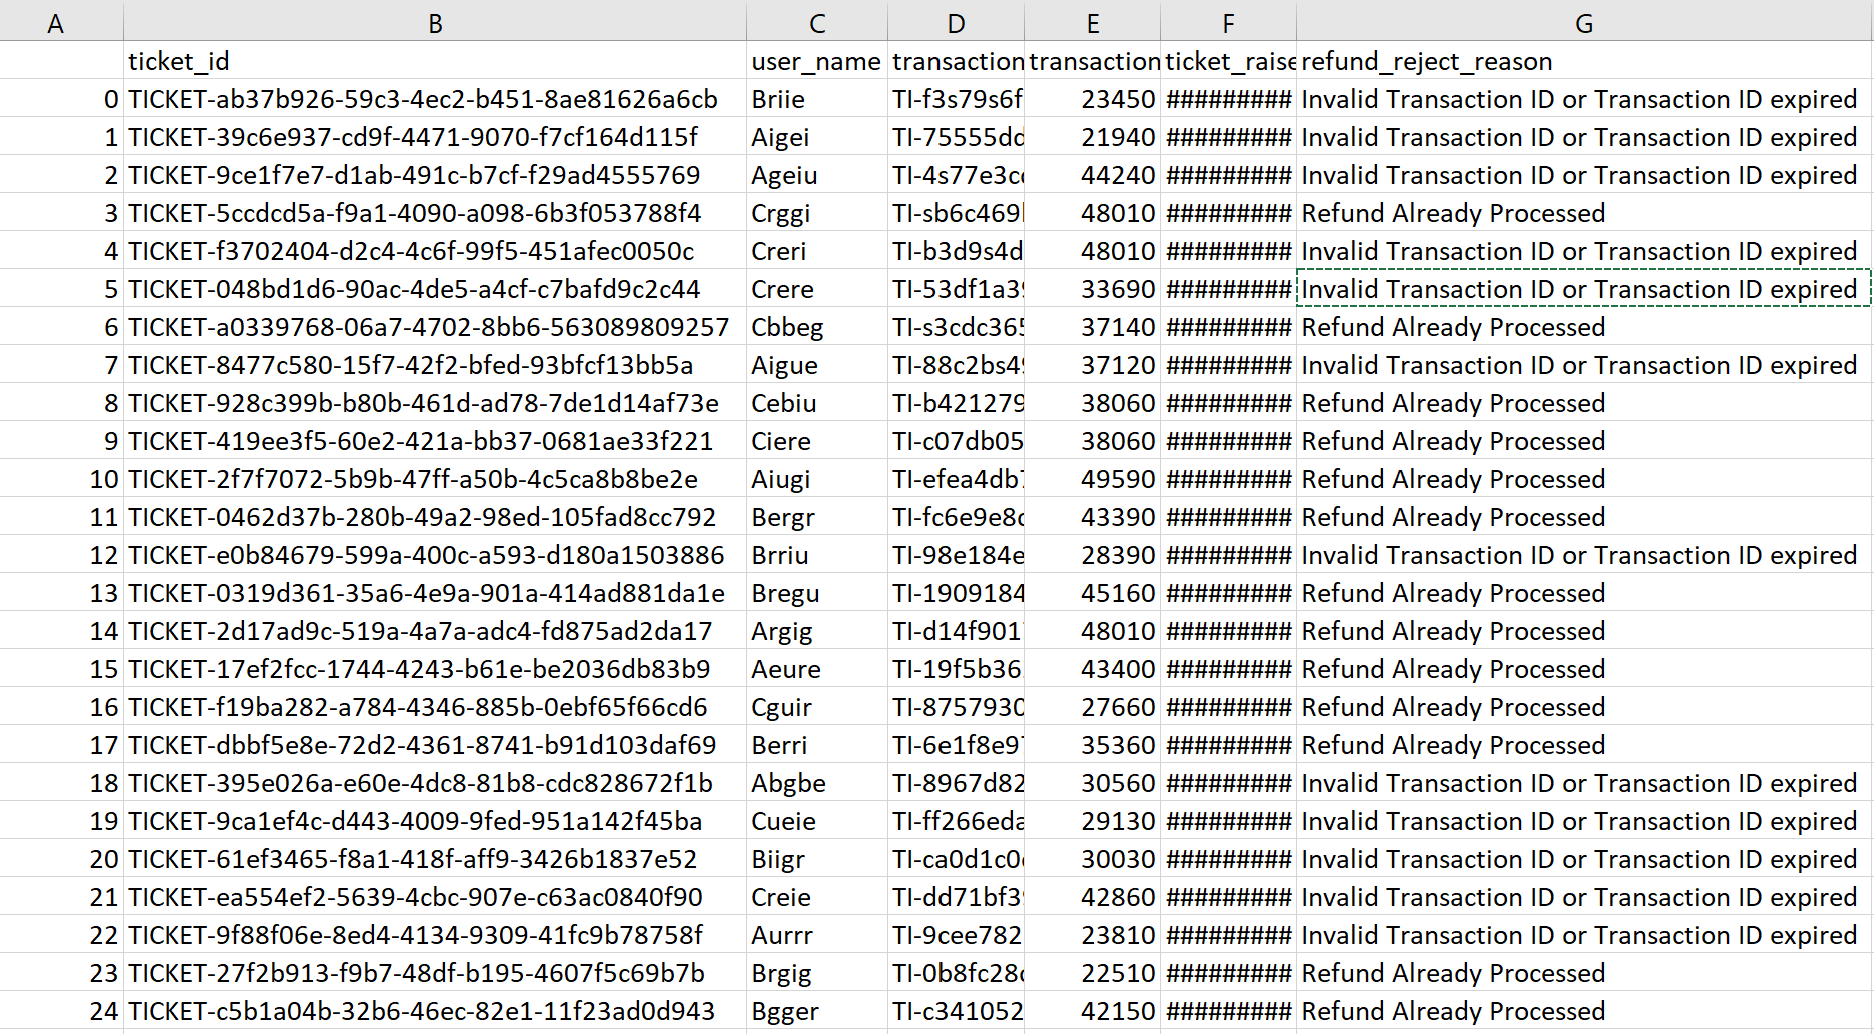 A B C D E F G
ticket_id user_name transaction transaction ticket_raise refund_reject_reason
0 TICKET-ab37b926-59c3-4ec2-b451-8ae81626a6cb Briie TI-f3s79s6f 23450 ######### Invalid Transaction ID or Transaction ID expired
1 TICKET-39c6e937-cd9f-4471-9070-f7cf164d115f Aigei TI-75555dd 21940 ######### Invalid Transaction ID or Transaction ID expired
2 TICKET-9ce1f7e7-d1ab-491c-b7cf-f29ad4555769 Ageiu TI-4s77e3c 44240 ######### Invalid Transaction ID or Transaction ID expired
3 TICKET-5ccdcd5a-f9a1-4090-a098-6b3f053788f4 Crggi TI-sb6c469 48010 ######### Refund Already Processed
4 TICKET-f3702404-d2c4-4c6f-99f5-451afec0050c Creri TI-b3d9s4d 48010 ######### Invalid Transaction ID or Transaction ID expired
5 TICKET-048bd1d6-90ac-4de5-a4cf-c7bafd9c2c44 Crere TI-53df1a39 33690 ######### Invalid Transaction ID or Transaction ID expired
6 TICKET-a0339768-06a7-4702-8bb6-563089809257 Cbbeg TI-s3cdc365 37140 ######### Refund Already Processed
7 TICKET-8477c580-15f7-42f2-bfed-93bfcf13bb5a Aigue TI-88c2bs49 37120 ######### Invalid Transaction ID or Transaction ID expired
8 TICKET-928c399b-b80b-461d-ad78-7de1d14af73e Cebiu TI-b421279 38060 ######### Refund Already Processed
9 TICKET-419ee3f5-60e2-421a-bb37-0681ae33f221 Ciere TI-c07db05 38060 ######### Refund Already Processed
10 TICKET-2f7f7072-5b9b-47ff-a50b-4c5ca8b8be2e Aiugi TI-efea4db 49590 ######### Refund Already Processed
11 TICKET-0462d37b-280b-49a2-98ed-105fad8cc792 Bergr TI-fc6e9e8 43390 ######### Refund Already Processed
12 TICKET-e0b84679-599a-400c-a593-d180a1503886 Brriu TI-98e184e 28390 ######### Invalid Transaction ID or Transaction ID expired
13 TICKET-0319d361-35a6-4e9a-901a-414ad881da1e Bregu TI-1909184 45160 ######### Refund Already Processed
14 TICKET-2d17ad9c-519a-4a7a-adc4-fd875ad2da17 Argig TI-d14f901 48010 ######### Refund Already Processed
15 TICKET-17ef2fcc-1744-4243-b61e-be2036db83b9 Aeure TI-19f5b36 43400 ######### Refund Already Processed
16 TICKET-f19ba282-a784-4346-885b-0ebf65f66cd6 Cguir TI-8757930 27660 ######### Refund Already Processed
17 TICKET-dbbf5e8e-72d2-4361-8741-b91d103daf69 Berri TI-6e1f8e9 35360 ######### Refund Already Processed
18 TICKET-395e026a-e60e-4dc8-81b8-cdc828672f1b Abgbe TI-8967d82 30560 ######### Invalid Transaction ID or Transaction ID expired
19 TICKET-9ca1ef4c-d443-4009-9fed-951a142f45ba Cueie TI-ff266eda 29130 ######### Invalid Transaction ID or Transaction ID expired
20 TICKET-61ef3465-f8a1-418f-aff9-3426b1837e52 Biigr TI-ca0d1c0 30030 ######### Invalid Transaction ID or Transaction ID expired
21 TICKET-ea554ef2-5639-4cbc-907e-c63ac0840f90 Creie TI-dd71bf39 42860 ######### Invalid Transaction ID or Transaction ID expired
22 TICKET-9f88f06e-8ed4-4134-9309-41fc9b78758f Aurrr TI-9cee782 23810 ######### Invalid Transaction ID or Transaction ID expired
23 TICKET-27f2b913-f9b7-48df-b195-4607f5c69b7b Brgig TI-0b8fc28 22510 ######### Refund Already Processed
24 TICKET-c5b1a04b-32b6-46ec-82e1-11f23ad0d943 Bgger TI-c341052 42150 ######### Refund Already Processed